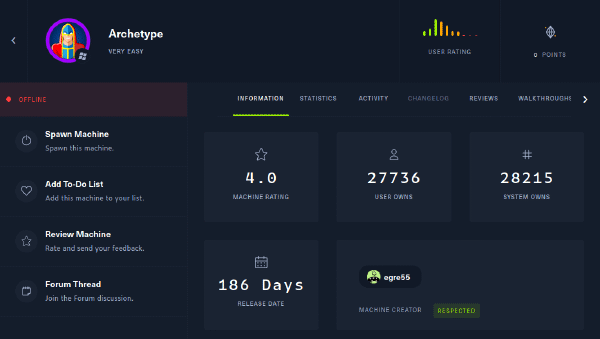 Archetype
VERY EASY
USER RATING
0 POINTS
OFFLINE
INFORMATION STATISTICS ACTIVITY CHANGELOG REVIEWS WALKTHROUGHS
Spawn Machine
Spawn this machine.
Add To-Do List
Add this machine to your list.
Review Machine
Rate and send your feedback.
Forum Thread
Join the Forum discussion.
4.0
MACHINE RATING
27736
USER OWNS
28215
SYSTEM OWNS
186 Days
RELEASE DATE
egre55
MACHINE CREATOR RESPECTED